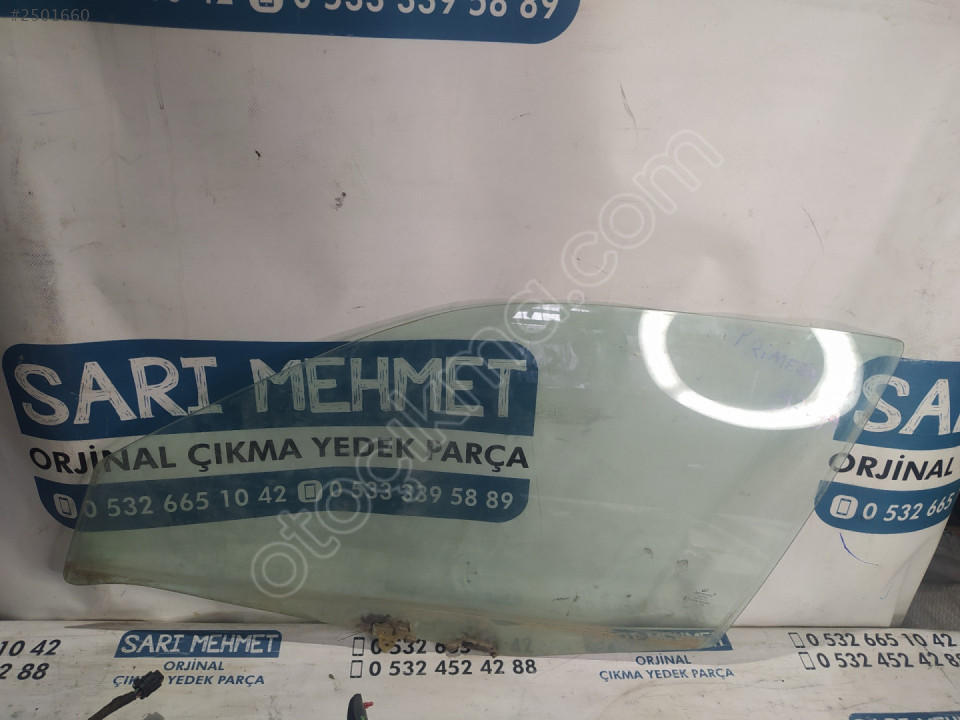 #2501660
42 0 533 339 58 89
SARI MEHMET
ORJİNAL ÇIKMA YEDEK PARÇA
0 532 665 10 42 0 533 339 58 89
otocikma.com
SARI
ORJİNAL
0 532 665
10 42
2 88
SARI MEHMET
ORJİNAL
ÇIKMA YEDEK PARÇA
0 532 665
0 532 452 42 88
ORJİNAL
ÇIKMA YEDEK PARÇA
0 532 665 10 42
0 532 452 42 88
SARI MEHMET